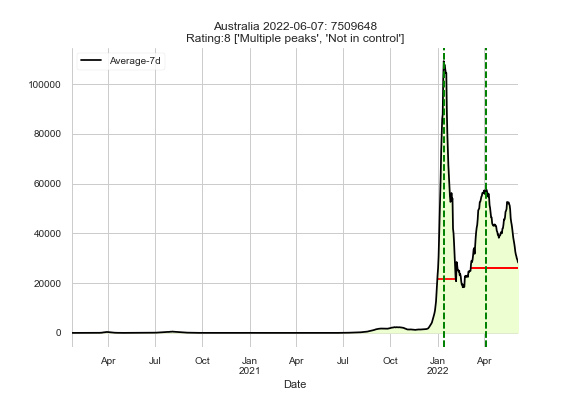 Australia 2022-06-07: 7509648
Rating:8 ['Multiple peaks', 'Not in control']
Average-7d
100000
80000
60000
40000
20000
0
Apr Jul Oct Jan Apr Jul Oct Jan Apr
2021 2022
Date